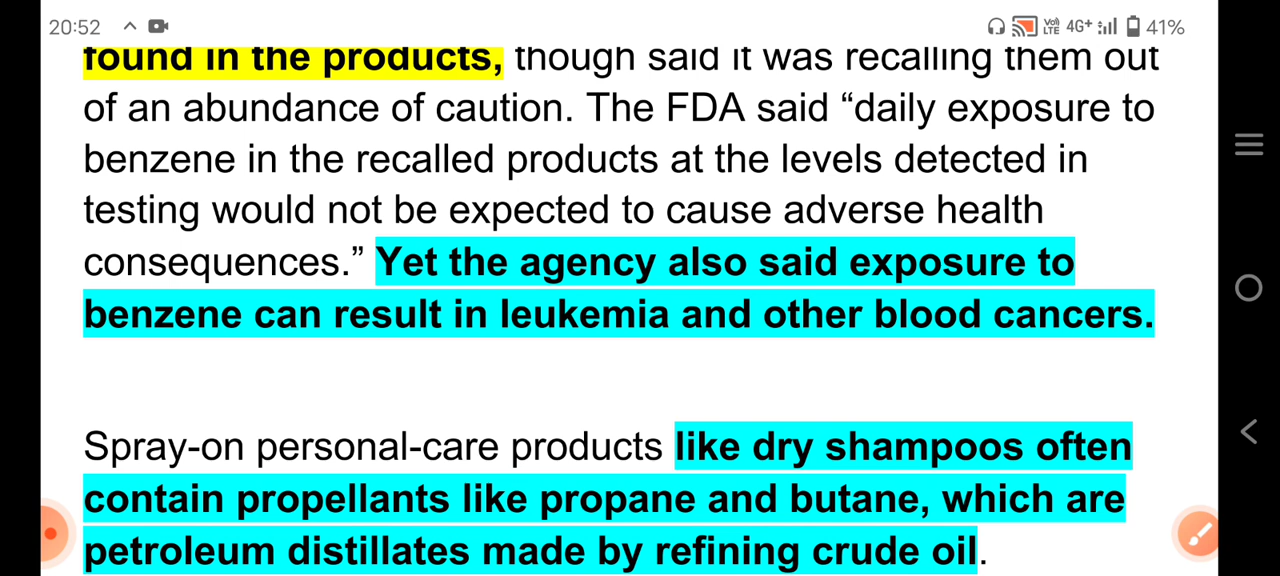 20:52
Vo) LTE 4G+ 41%
found in the products, though said it was recalling them out
of an abundance of caution. The FDA said “daily exposure to
benzene in the recalled products at the levels detected in
testing would not be expected to cause adverse health
consequences.” Yet the agency also said exposure to
benzene can result in leukemia and other blood cancers.
Spray-on personal-care products like dry shampoos often
contain propellants like propane and butane, which are
petroleum distillates made by refining crude oil.